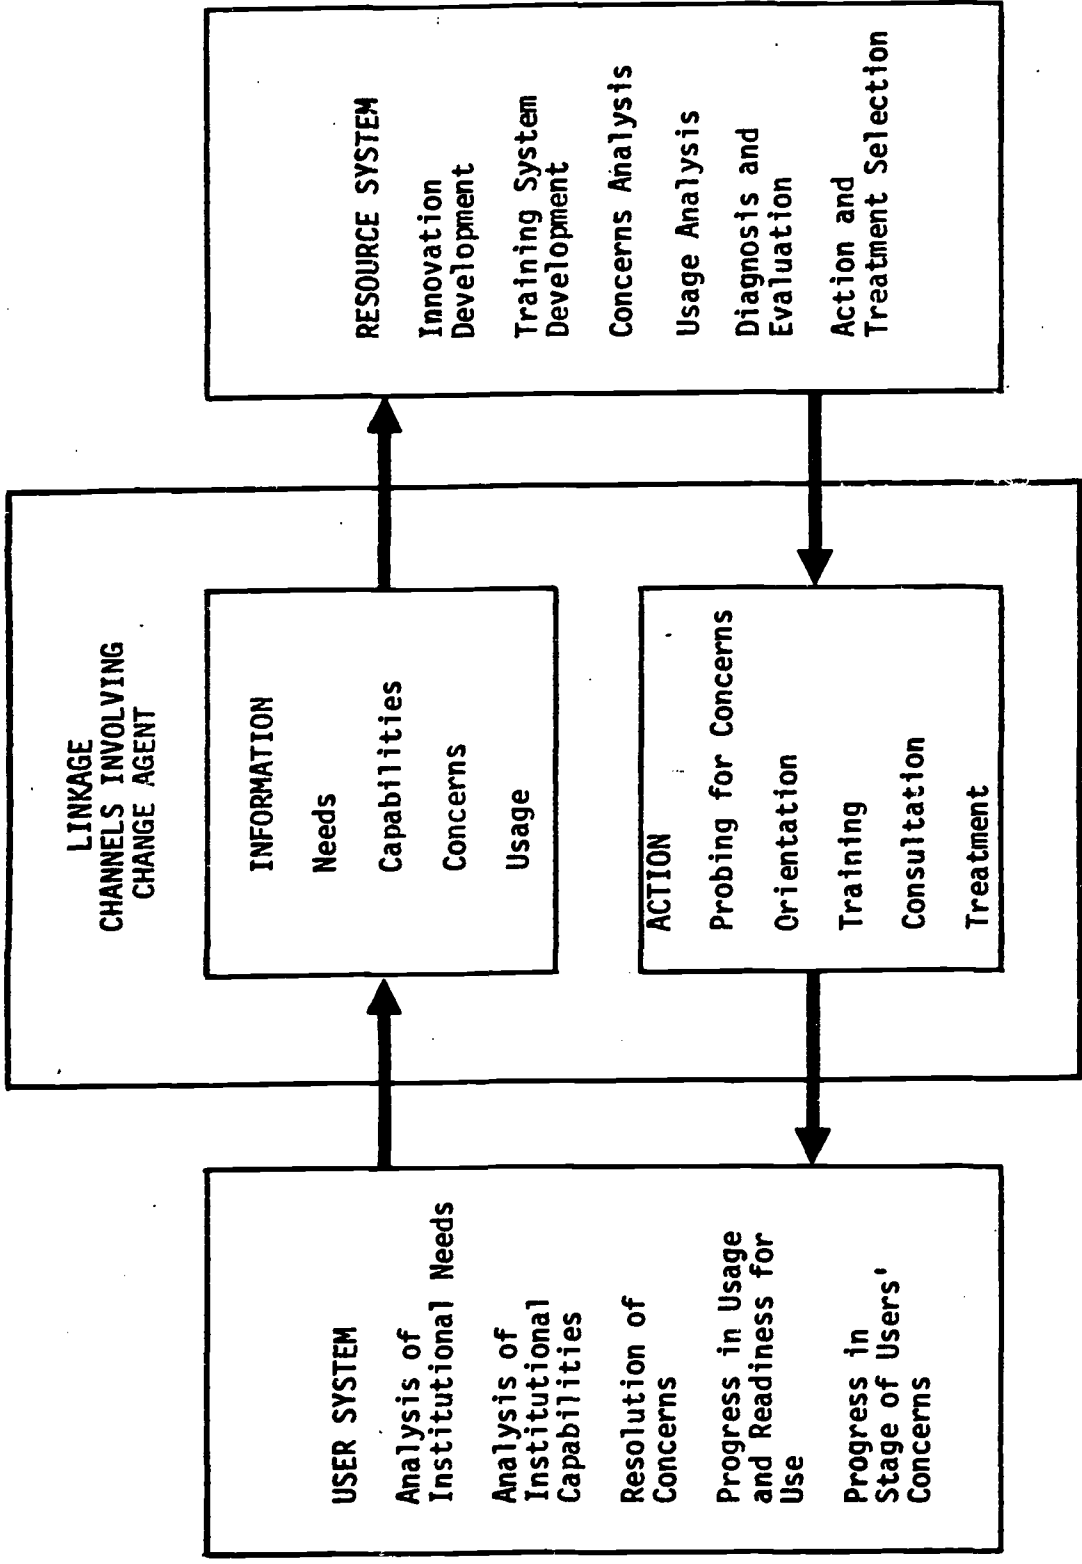 USER SYSTEM
Analysis of
Institutional Needs
Analysis of
Institutional
Capabilities
Resolution of
Concerns
Progress in Usage
and Readiness for
Use
Progress in
Stage of Users'
Concerns
LINKAGE
CHANNELS INVOLVING
CHANGE AGENT
INFORMATION
Needs
Capabilities
Concerns
Usage
ACTION
Probing for Concerns
Orientation
Training
Consultation
Treatment
RESOURCE SYSTEM
Innovation
Development
Training System
Development
Concerns Analysis
Usage Analysis
Diagnosis and
Evaluation
Action and
Treatment Selection